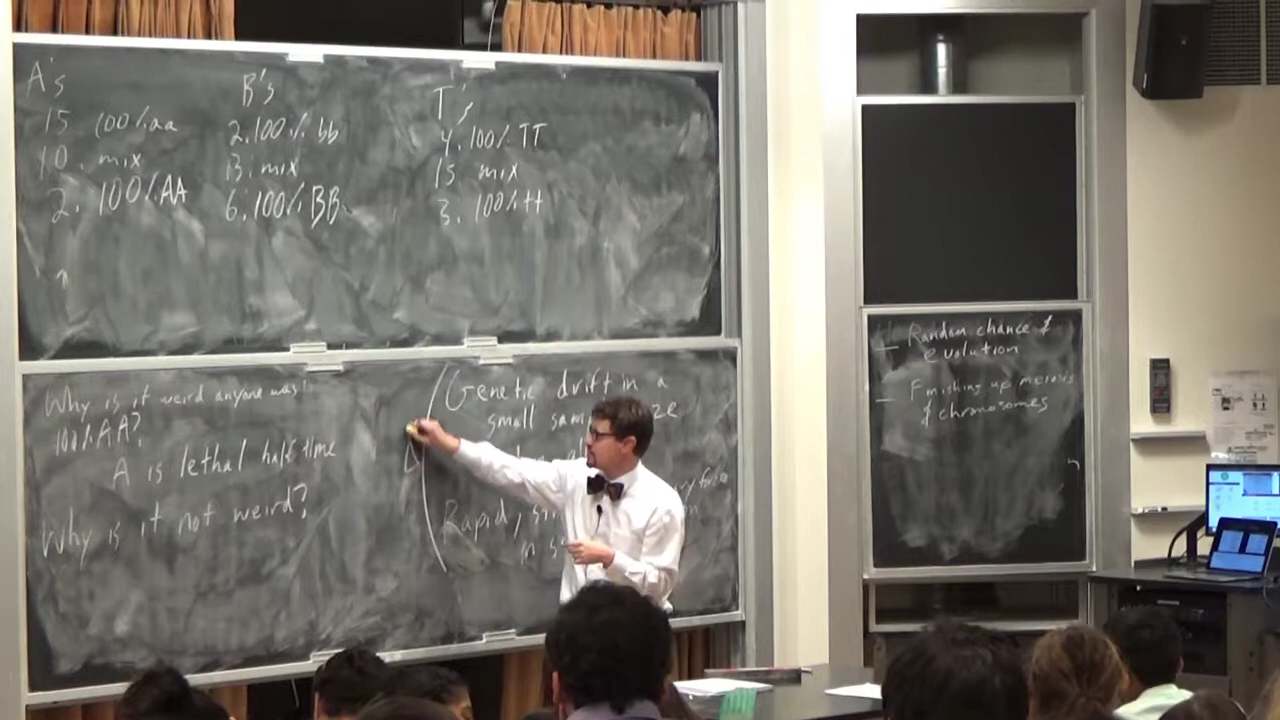 A's
15 100% aa
10. mix
2. 100% AA
B's
2. 100% bb
13. mix
6. 100% BB
T's
4. 100% TT
15 mix
3. 100% tt
Why is it weird anyone was
100% AA?
A is lethal half time
Why is it not weird?
Genetic drift in a
small
Rapid,
in
- Random chance &
evolution
- Finishing up meiosis
& chromosomes